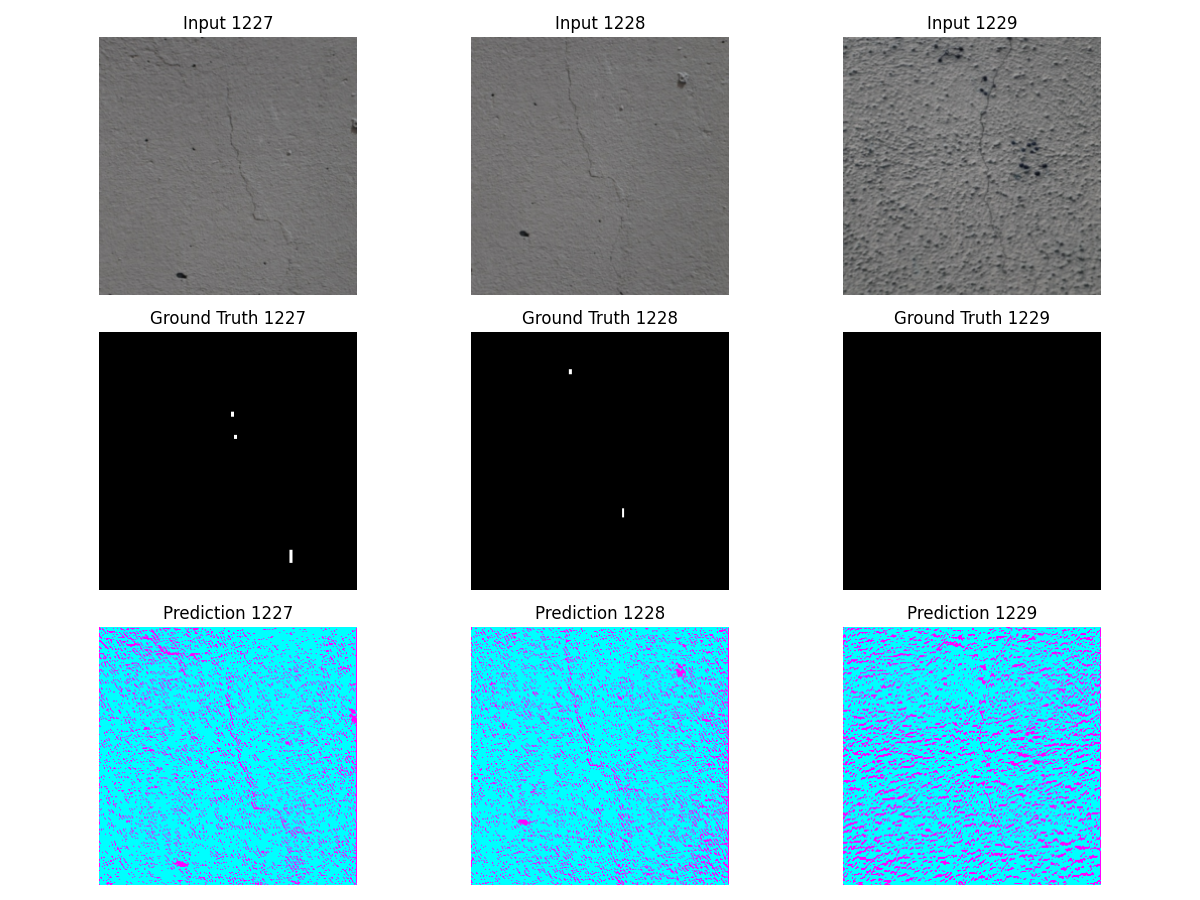 Input 1227
Input 1228
Input 1229
Ground Truth 1227
Ground Truth 1228
Ground Truth 1229
Prediction 1227
Prediction 1228
Prediction 1229